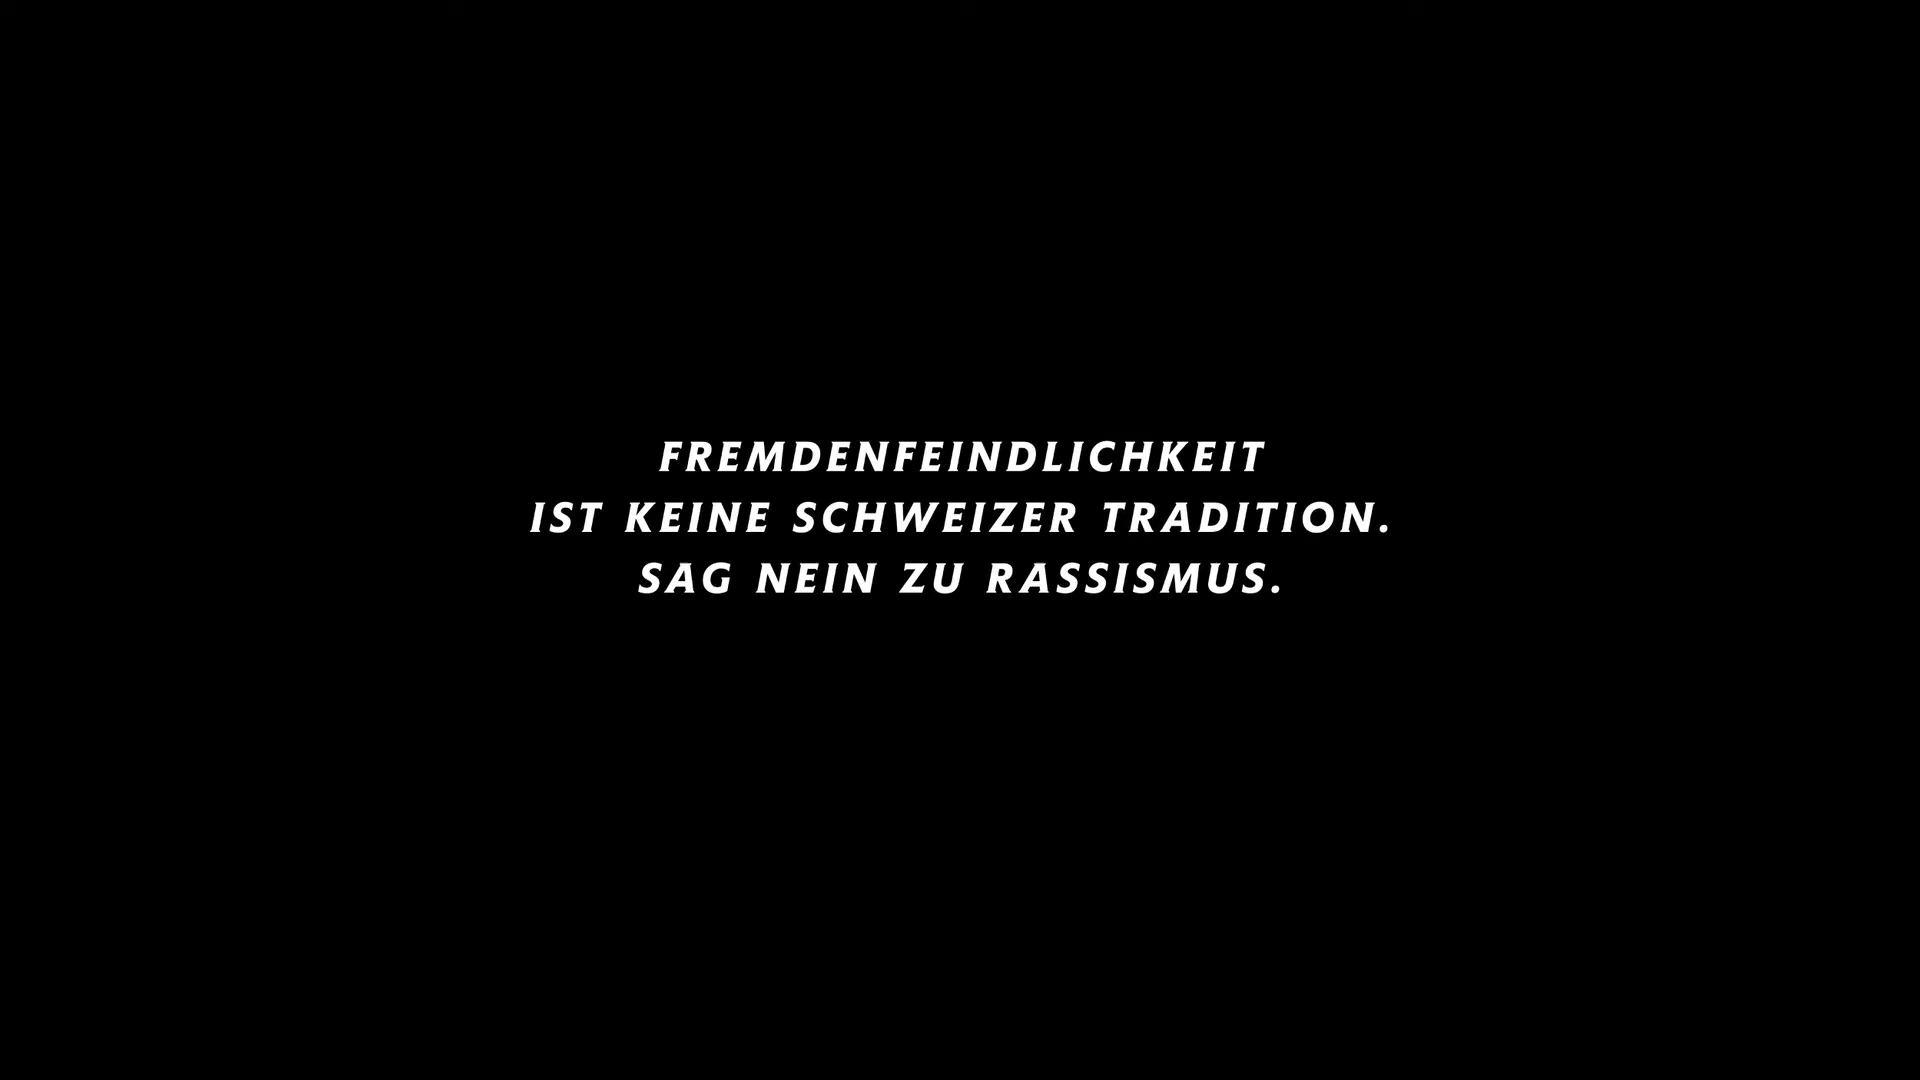 FREMDENFEINDLICHKEIT
IST KEINE SCHWEIZER TRADITION.
SAG NEIN ZU RASSISMUS.